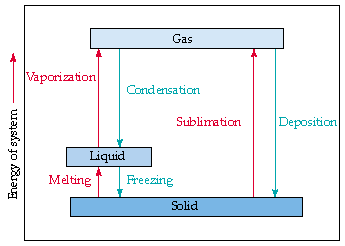 Gas
Vaporization
Condensation
Sublimation
Deposition
Liquid
Melting
Freezing
Solid
Energy of system